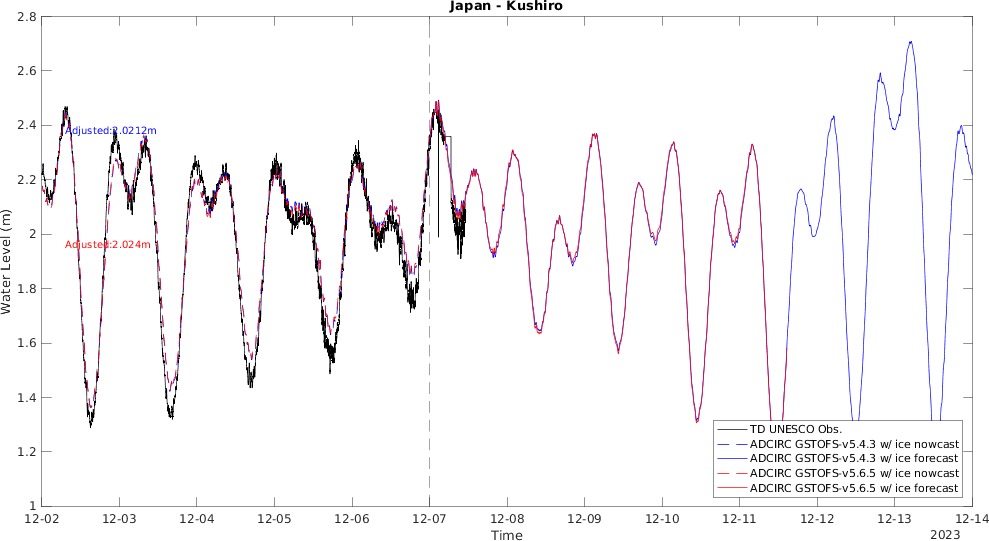 Japan - Kushiro
2.8
2.6
2.4
2.2
2
1.8
1.6
1.4
1.2
1
Water Level (m)
Adjusted:2.0212m
Adjusted:2.024m
TD UNESCO Obs.
ADCIRC GSTOFS-v5.4.3 w/ ice nowcast
ADCIRC GSTOFS-v5.4.3 w/ ice forecast
ADCIRC GSTOFS-v5.6.5 w/ ice nowcast
ADCIRC GSTOFS-v5.6.5 w/ ice forecast
12-02 12-03 12-04 12-05 12-06 12-07 12-08 12-09 12-10 12-11 12-12 12-13 12-14
Time
2023